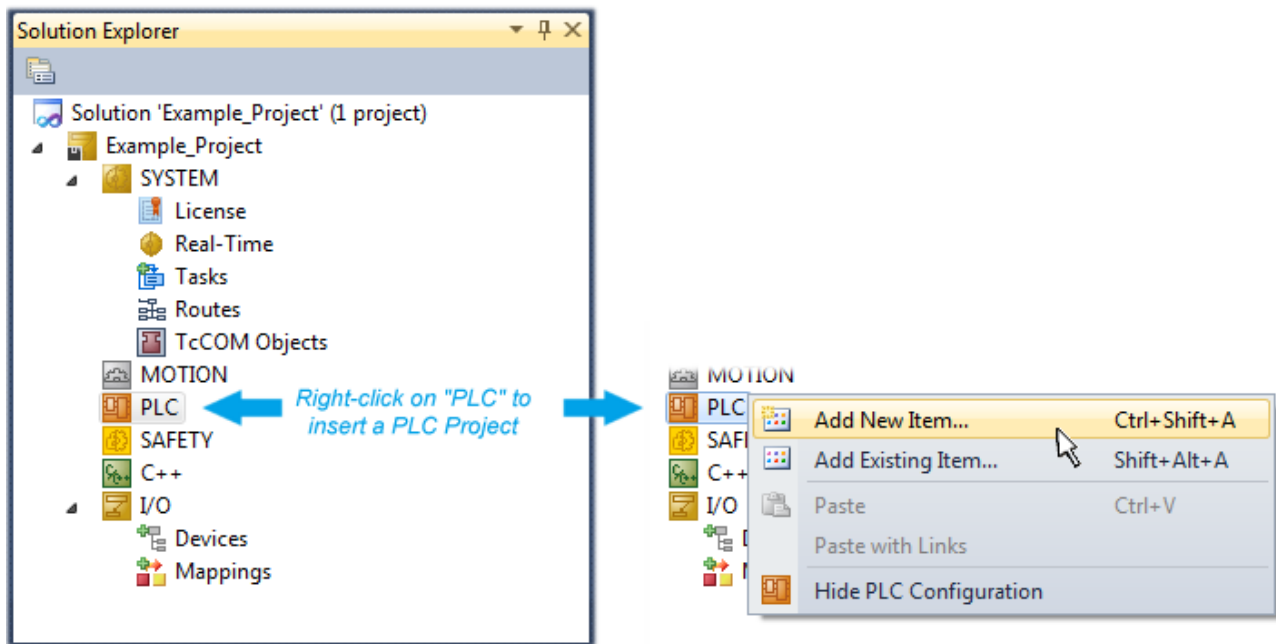 Solution Explorer
Solution 'Example_Project' (1 project)
Example_Project
SYSTEM
License
Real-Time
Tasks
Routes
TcCOM Objects
MOTION
PLC
SAFETY
C++
I/O
Devices
Mappings
Right-click on "PLC" to
insert a PLC Project
MOTION
PLC
SAF
C++
I/O
Add New Item... Ctrl+Shift+A
Add Existing Item... Shift+Alt+A
Paste Ctrl+V
Paste with Links
Hide PLC Configuration